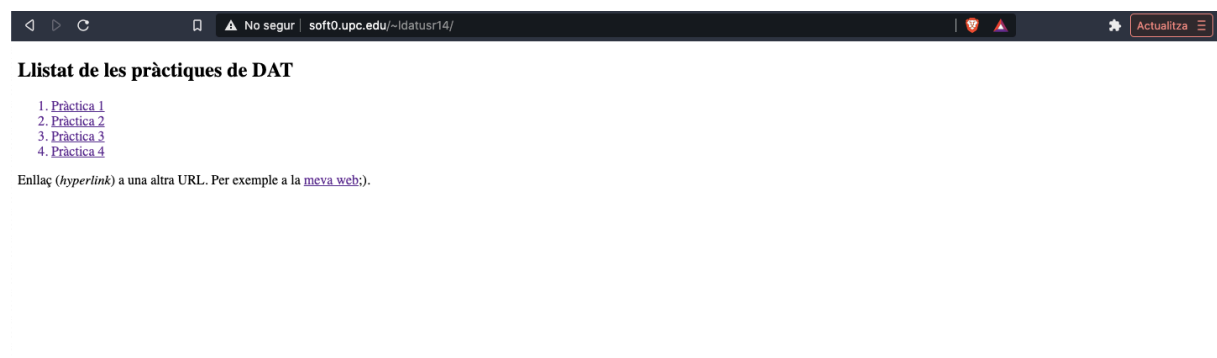 No segur | soft0.upc.edu/~ldatusr14/
Actualitza
Llistat de les pràctiques de DAT
1. Pràctica 1
2. Pràctica 2
3. Pràctica 3
4. Pràctica 4
Enllaç (hyperlink) a una altra URL. Per exemple a la meva web;).